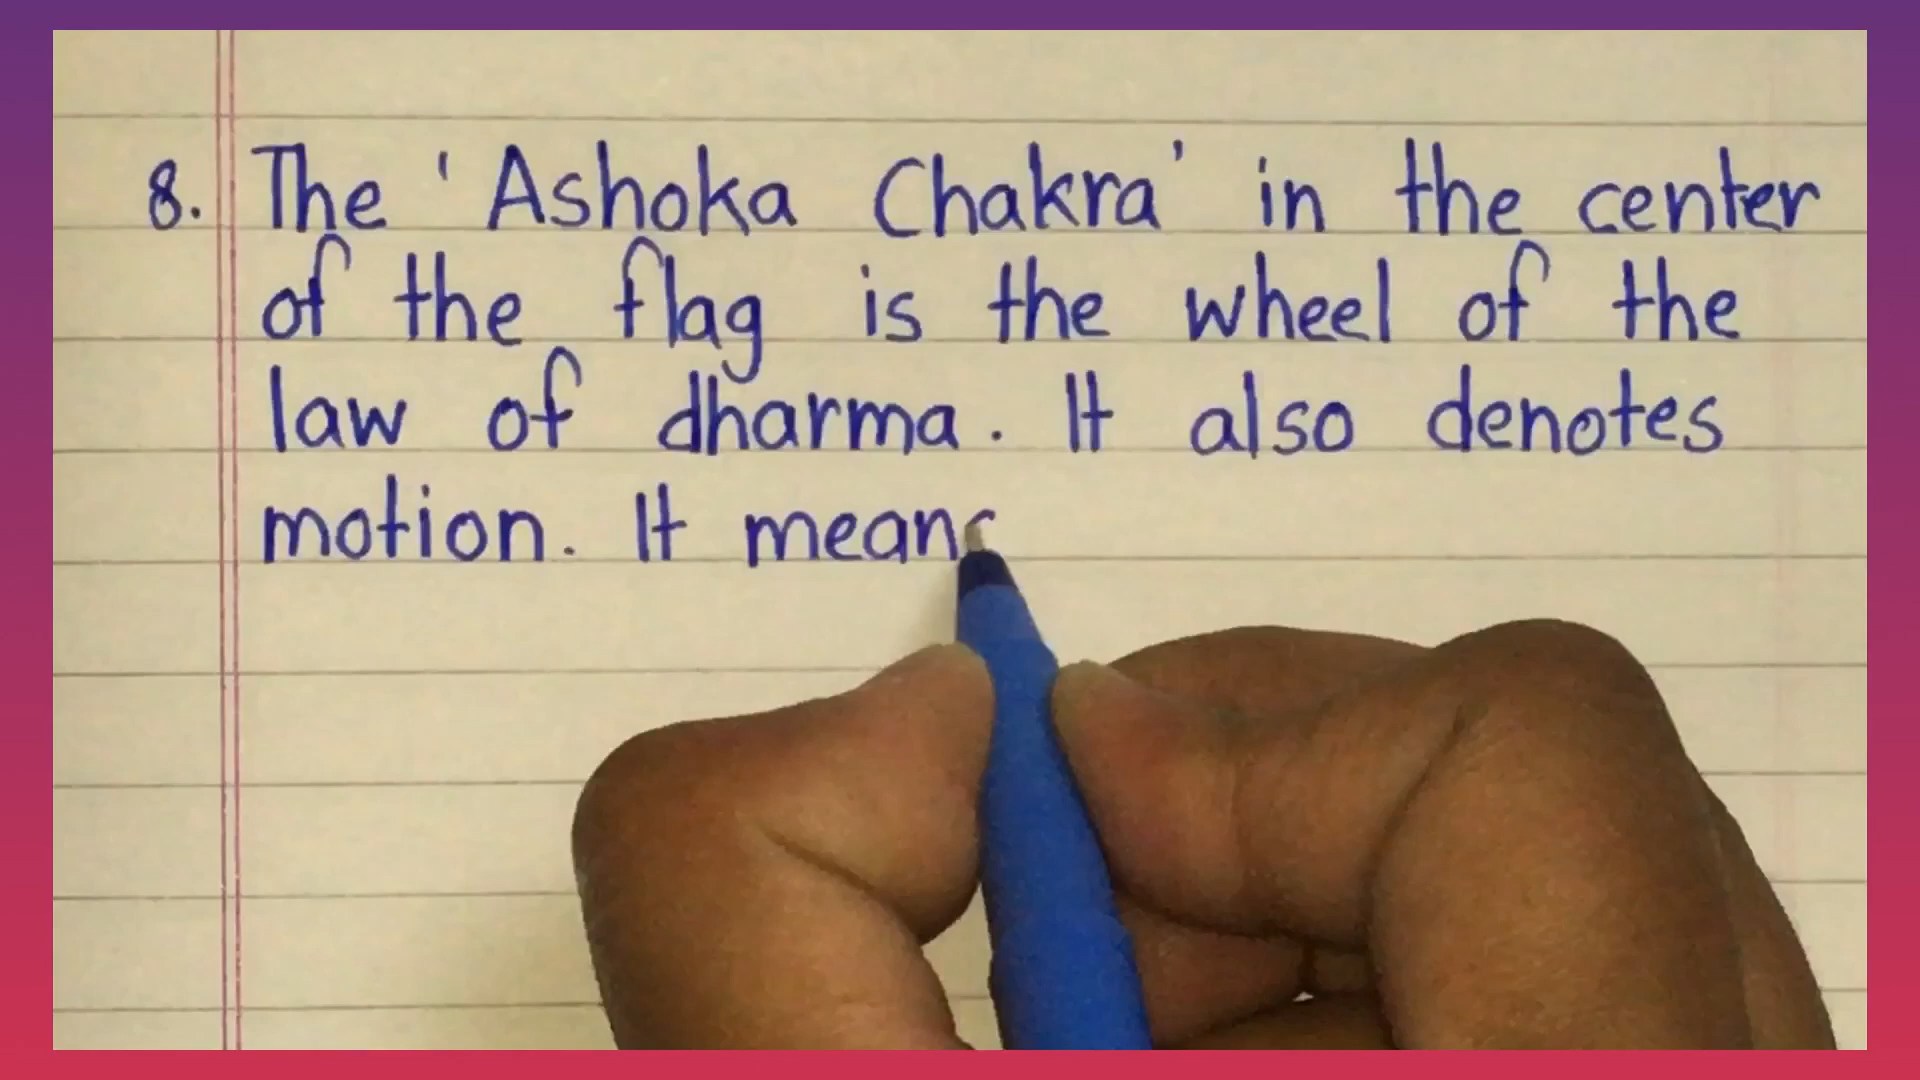 8. The 'Ashoka Chakra' in the center
of the flag is the wheel of the
law of dharma. It also denotes
motion. It means